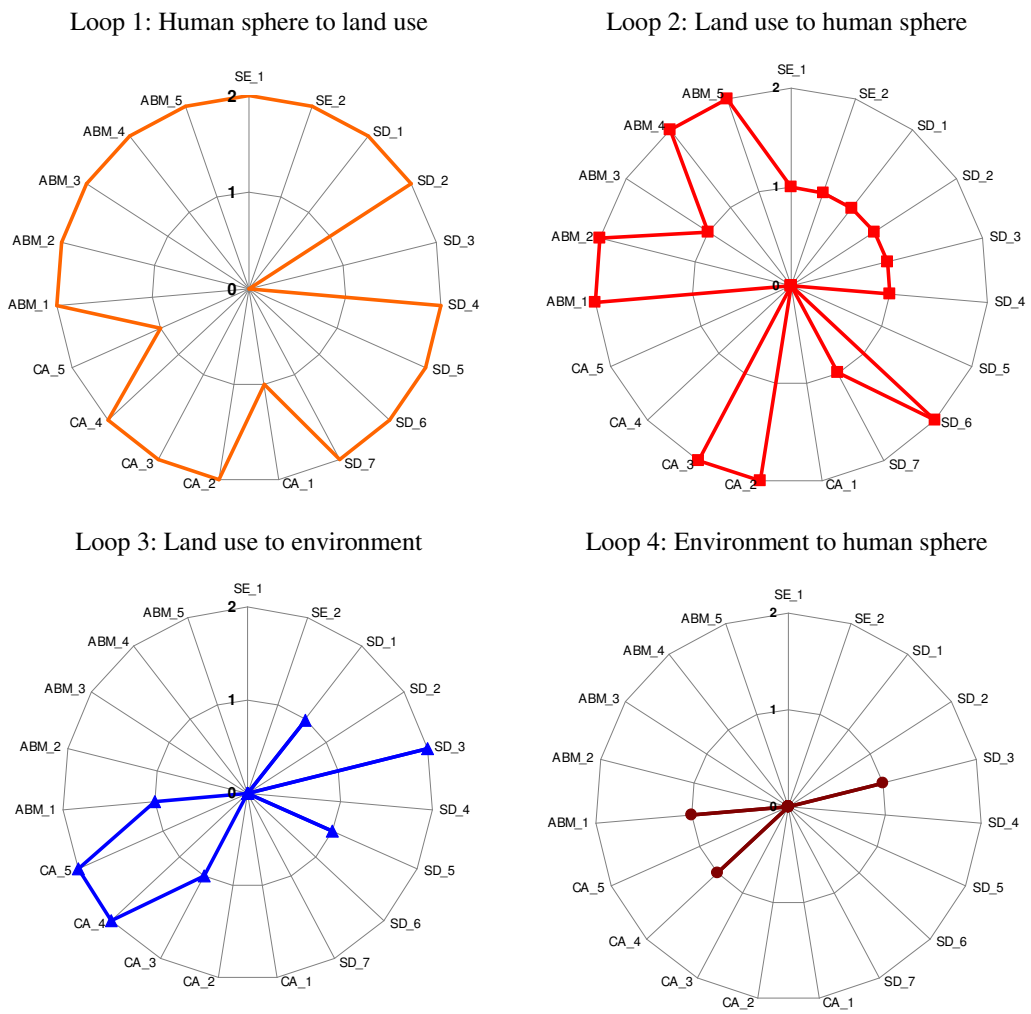 Loop 1: Human sphere to land use
SE_1
SE_2
SD_1
SD_2
SD_3
SD_4
SD_5
SD_6
SD_7
CA_1
CA_2
CA_3
CA_4
CA_5
ABM_1
ABM_2
ABM_3
ABM_4
ABM_5
2
1
0
Loop 2: Land use to human sphere
SE_1
SE_2
SD_1
SD_2
SD_3
SD_4
SD_5
SD_6
SD_7
CA_1
CA_2
CA_3
CA_4
CA_5
ABM_1
ABM_2
ABM_3
ABM_4
ABM_5
2
1
0
Loop 3: Land use to environment
SE_1
SE_2
SD_1
SD_2
SD_3
SD_4
SD_5
SD_6
SD_7
CA_1
CA_2
CA_3
CA_4
CA_5
ABM_1
ABM_2
ABM_3
ABM_4
ABM_5
2
1
0
Loop 4: Environment to human sphere
SE_1
SE_2
SD_1
SD_2
SD_3
SD_4
SD_5
SD_6
SD_7
CA_1
CA_2
CA_3
CA_4
CA_5
ABM_1
ABM_2
ABM_3
ABM_4
ABM_5
2
1
0